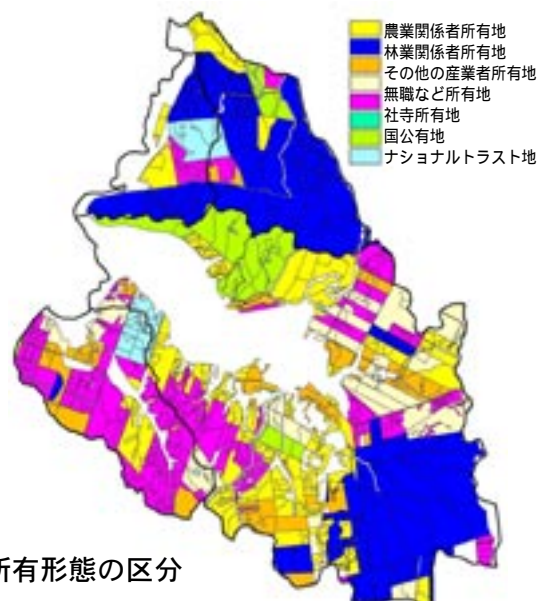 農業関係者所有地
林業関係者所有地
その他の産業者所有地
無職など所有地
社寺所有地
国公有地
ナショナルトラスト地
所有形態の区分